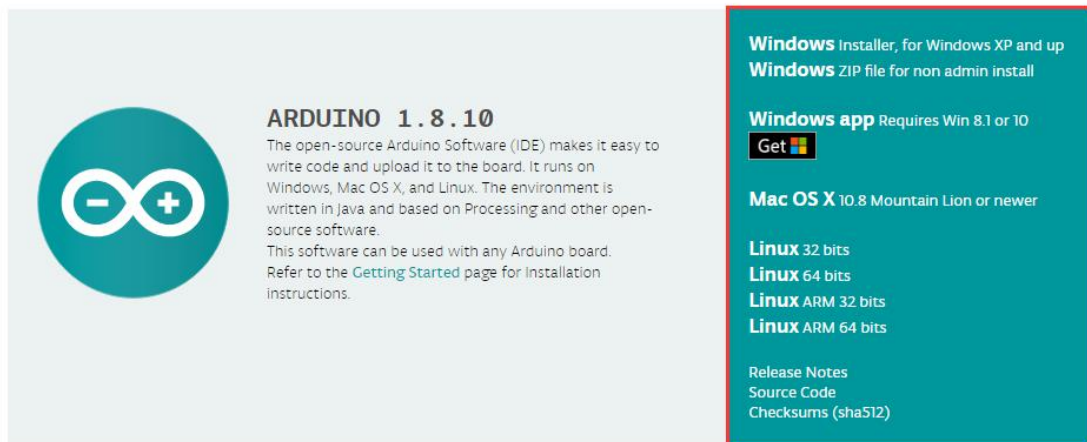 ARDUINO 1.8.10
The open-source Arduino Software (IDE) makes it easy to
write code and upload it to the board. It runs on
Windows, Mac OS X, and Linux. The environment is
written in Java and based on Processing and other open-
source software.
This software can be used with any Arduino board.
Refer to the Getting Started page for Installation
instructions.
Windows Installer, for Windows XP and up
Windows ZIP file for non admin install
Windows app Requires Win 8.1 or 10
Get
Mac OS X 10.8 Mountain Lion or newer
Linux 32 bits
Linux 64 bits
Linux ARM 32 bits
Linux ARM 64 bits
Release Notes
Source Code
Checksums (sha512)